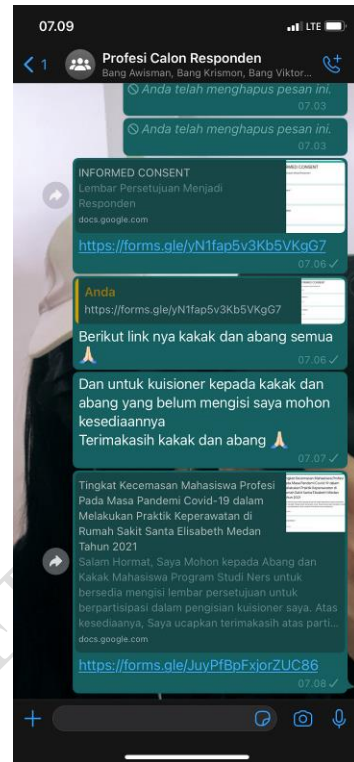 07.09
LTE
1
Profesi Calon Responden
Bang Awisman, Bang Krismon, Bang Viktor...
Anda telah menghapus pesan ini.
07.03
Anda telah menghapus pesan ini.
07.03
INFORMED CONSENT
Lembar Persetujuan Menjadi
Responden
docs.google.com
https://forms.gle/yN1fap5v3Kb5VKgG7
07.06
Anda
https://forms.gle/yN1fap5v3Kb5VKgG7
Berikut link nya kakak dan abang semua
🙏🏻
07.06
Dan untuk kuisioner kepada kakak dan
abang yang belum mengisi saya mohon
kesediaannya
Terimakasih kakak dan abang 🙏🏻
07.07
Tingkat Kecemasan Mahasiswa Profesi
Pada Masa Pandemi Covid-19 dalam
Melakukan Praktik Keperawatan di
Rumah Sakit Santa Elisabeth Medan
Tahun 2021
Salam Hormat, Saya Mohon kepada Abang dan
Kakak Mahasiswa Program Studi Ners untuk
bersedia mengisi lembar persetujuan untuk
berpartisipasi dalam pengisian kuisioner saya. Atas
kesediaanya, Saya ucapkan terimakasih atas parti...
docs.google.com
https://forms.gle/JuyPfBpFxjorZUC86
07.08